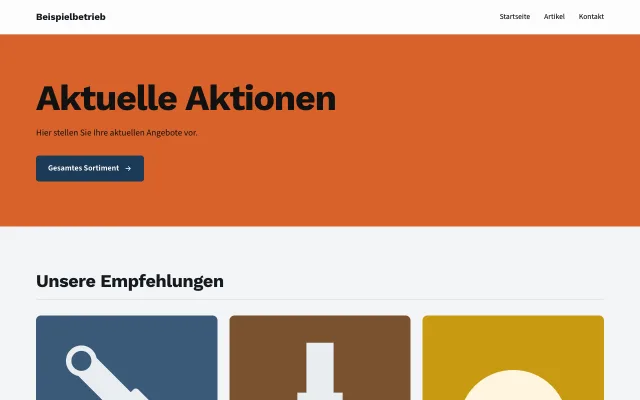 Beispielbetrieb
Startseite Artikel Kontakt
Aktuelle Aktionen
Hier stellen Sie Ihre aktuellen Angebote vor.
Gesamtes Sortiment →
Unsere Empfehlungen